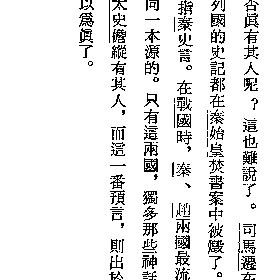 否眞有其人呢？這也難說了。司馬遷在
列國的史記都在秦始皇焚書案中被燬了。
指秦史言。在戰國時，秦、趙兩國最流
同一本源的。只有這兩國，獨多那些神話
太史儋縱有其人，而這一番預言，則出於
以爲眞了。